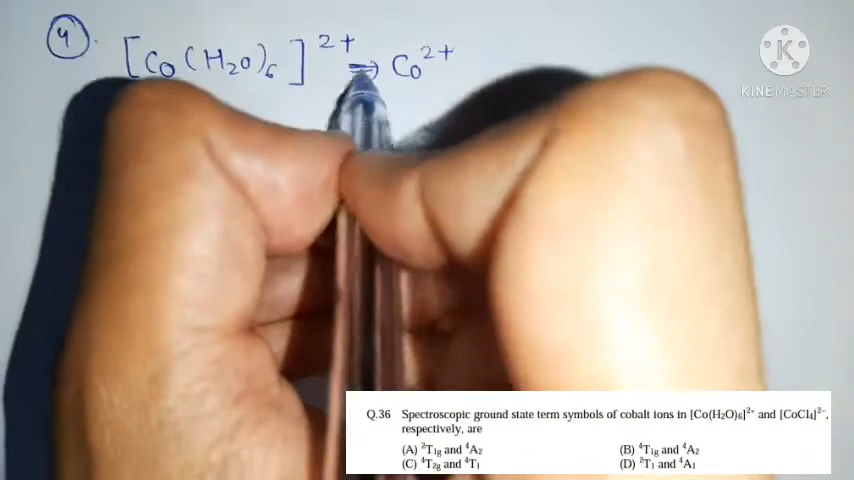 4. [Co(H₂O)₆]²⁺ ⇒ Co²⁺
KINEMASTER
Q.36 Spectroscopic ground state term symbols of cobalt ions in [Co(H₂O)₆]²⁺ and [CoCl₄]²⁻,
respectively, are
(A) ²T₁g and ⁴A₂ (B) ⁴T₁g and ⁴A₂
(C) ⁴T₂g and ⁴T₁ (D) ²T₁ and ⁴A₁